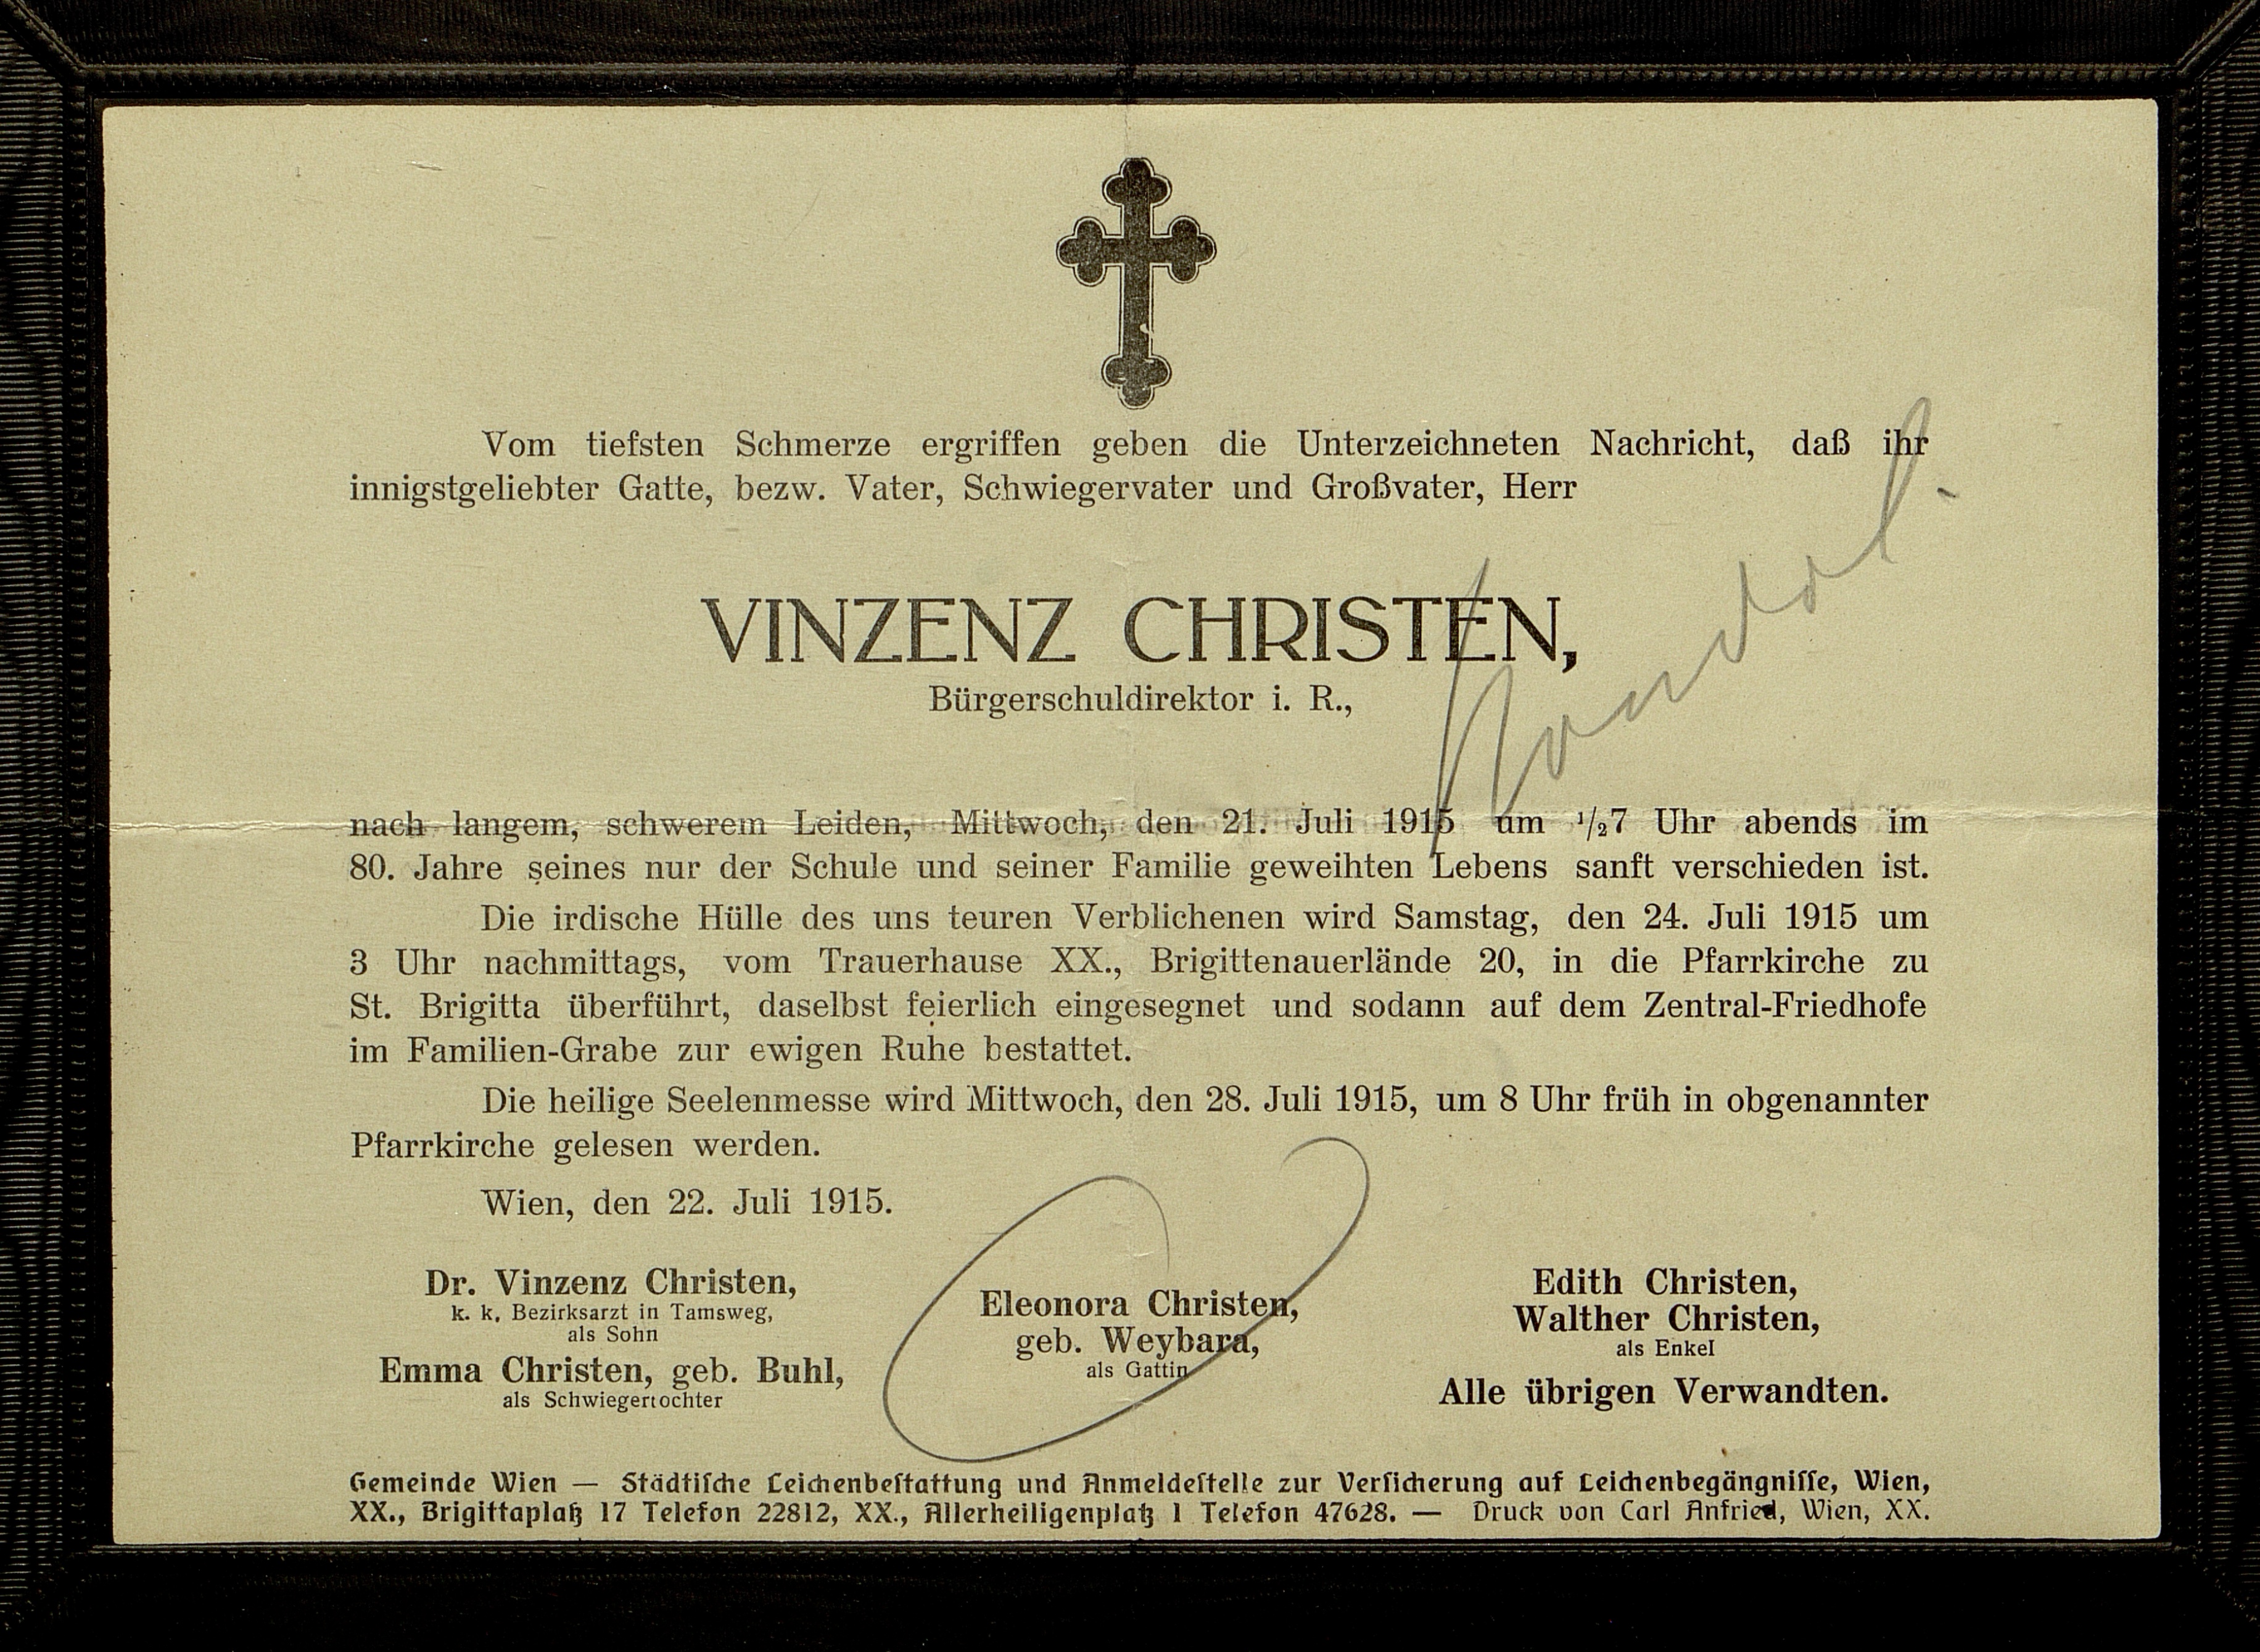 Vom tiefsten Schmerze ergriffen geben die Unterzeichneten Nachricht, daß ihr
innigstgeliebter Gatte, bezw. Vater, Schwiegervater und Großvater, Herr
VINZENZ CHRISTEN,
Bürgerschuldirektor i. R.,
nach langem, schwerem Leiden, Mittwoch, den 21. Juli 1915 um ½7 Uhr abends im
80. Jahre seines nur der Schule und seiner Familie geweihten Lebens sanft verschieden ist.
Die irdische Hülle des uns teuren Verblichenen wird Samstag, den 24. Juli 1915 um
3 Uhr nachmittags, vom Trauerhause XX., Brigittenauerlände 20, in die Pfarrkirche zu
St. Brigitta überführt, daselbst feierlich eingesegnet und sodann auf dem Zentral-Friedhofe
im Familien-Grabe zur ewigen Ruhe bestattet.
Die heilige Seelenmesse wird Mittwoch, den 28. Juli 1915, um 8 Uhr früh in obgenannter
Pfarrkirche gelesen werden.
Wien, den 22. Juli 1915.
Dr. Vinzenz Christen,
k. k. Bezirksarzt in Tamsweg,
als Sohn
Emma Christen, geb. Buhl,
als Schwiegertochter
Eleonora Christen,
geb. Weybara,
als Gattin
Edith Christen,
Walther Christen,
als Enkel
Alle übrigen Verwandten.
Gemeinde Wien — Städtiſche Leichenbeſtattung und Anmeldeſtelle zur Verſicherung auf Leichenbegängniſſe, Wien,
XX., Brigittaplatz 17 Telefon 22812, XX., Allerheiligenplatz 1 Telefon 47628. — Druck von Carl Anfried, Wien, XX.